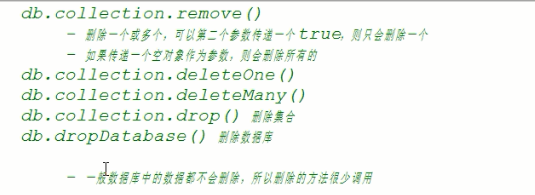 db.collection.remove()
- 删除一个或多个，可以第二个参数传递一个true，则只会删除一个
- 如果传递一个空对象作为参数，则会删除所有的
db.collection.deleteOne()
db.collection.deleteMany()
db.collection.drop() 删除集合
db.dropDatabase() 删除数据库
- 一般数据库中的数据都不会删除，所以删除的方法很少调用